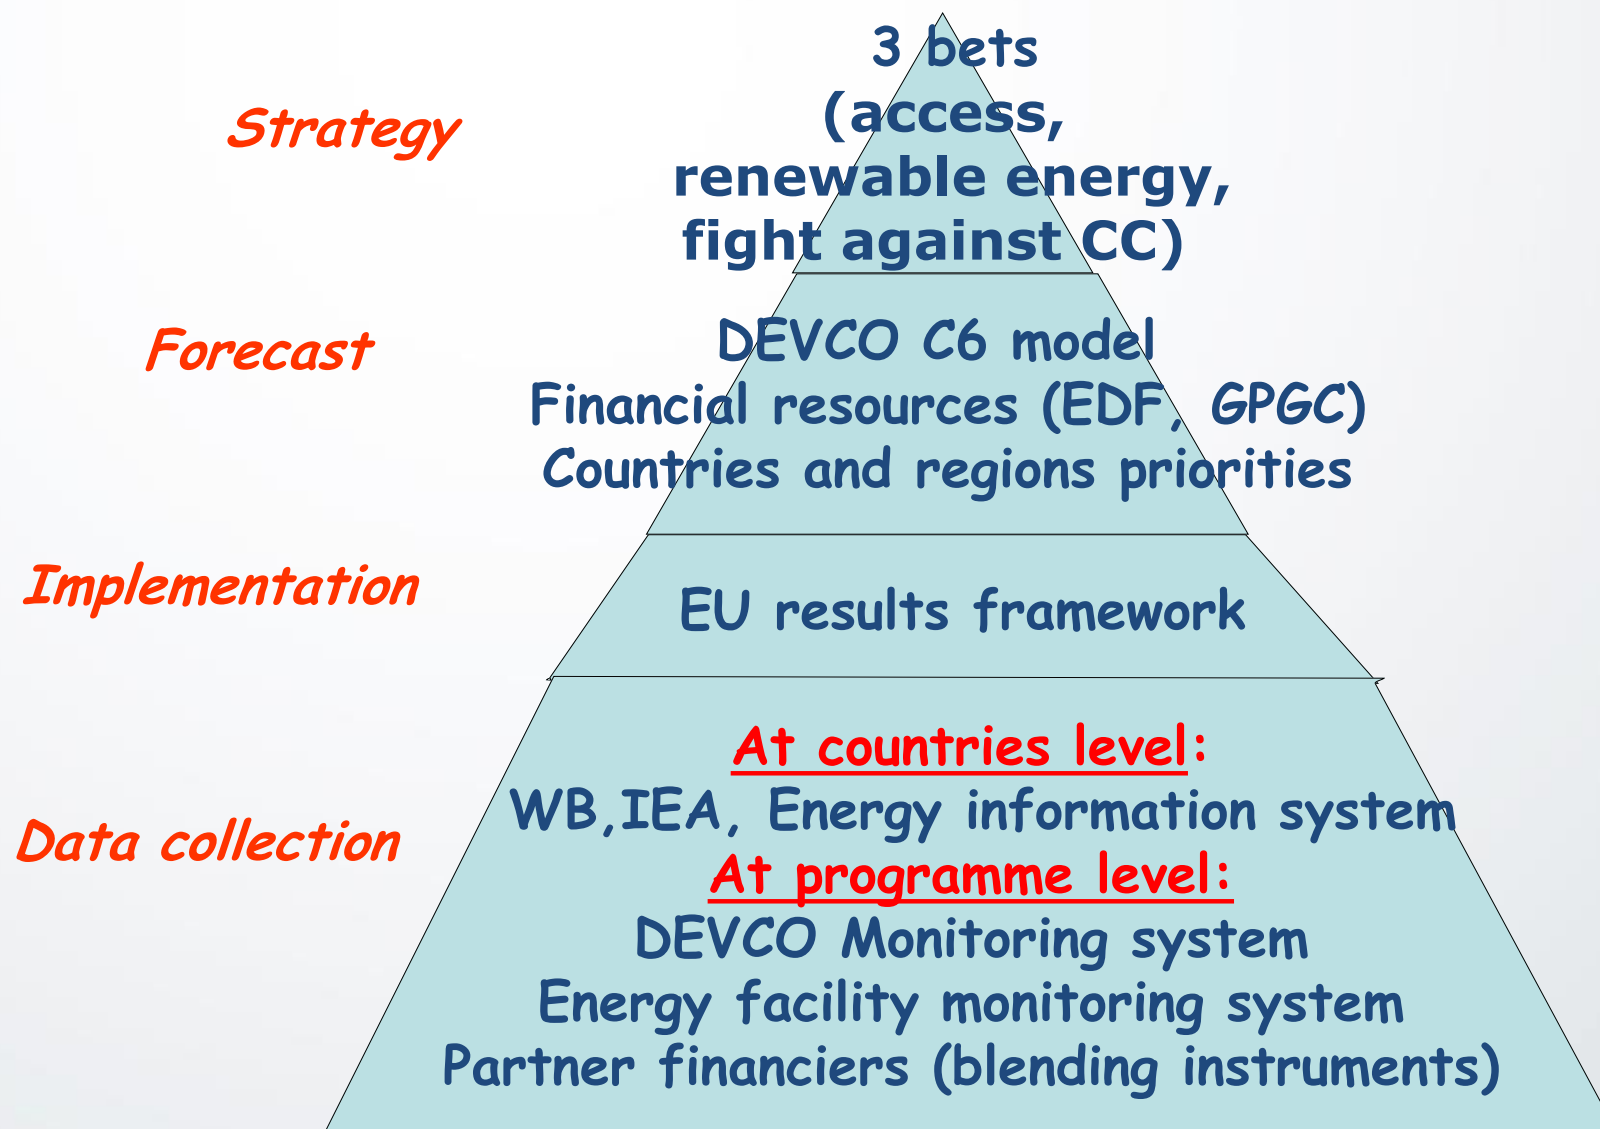 Strategy
3 bets
(access,
renewable energy,
fight against CC)
Forecast
DEVCO C6 model
Financial resources (EDF, GPGC)
Countries and regions priorities
Implementation
EU results framework
Data collection
At countries level:
WB,IEA, Energy information system
At programme level:
DEVCO Monitoring system
Energy facility monitoring system
Partner financiers (blending instruments)